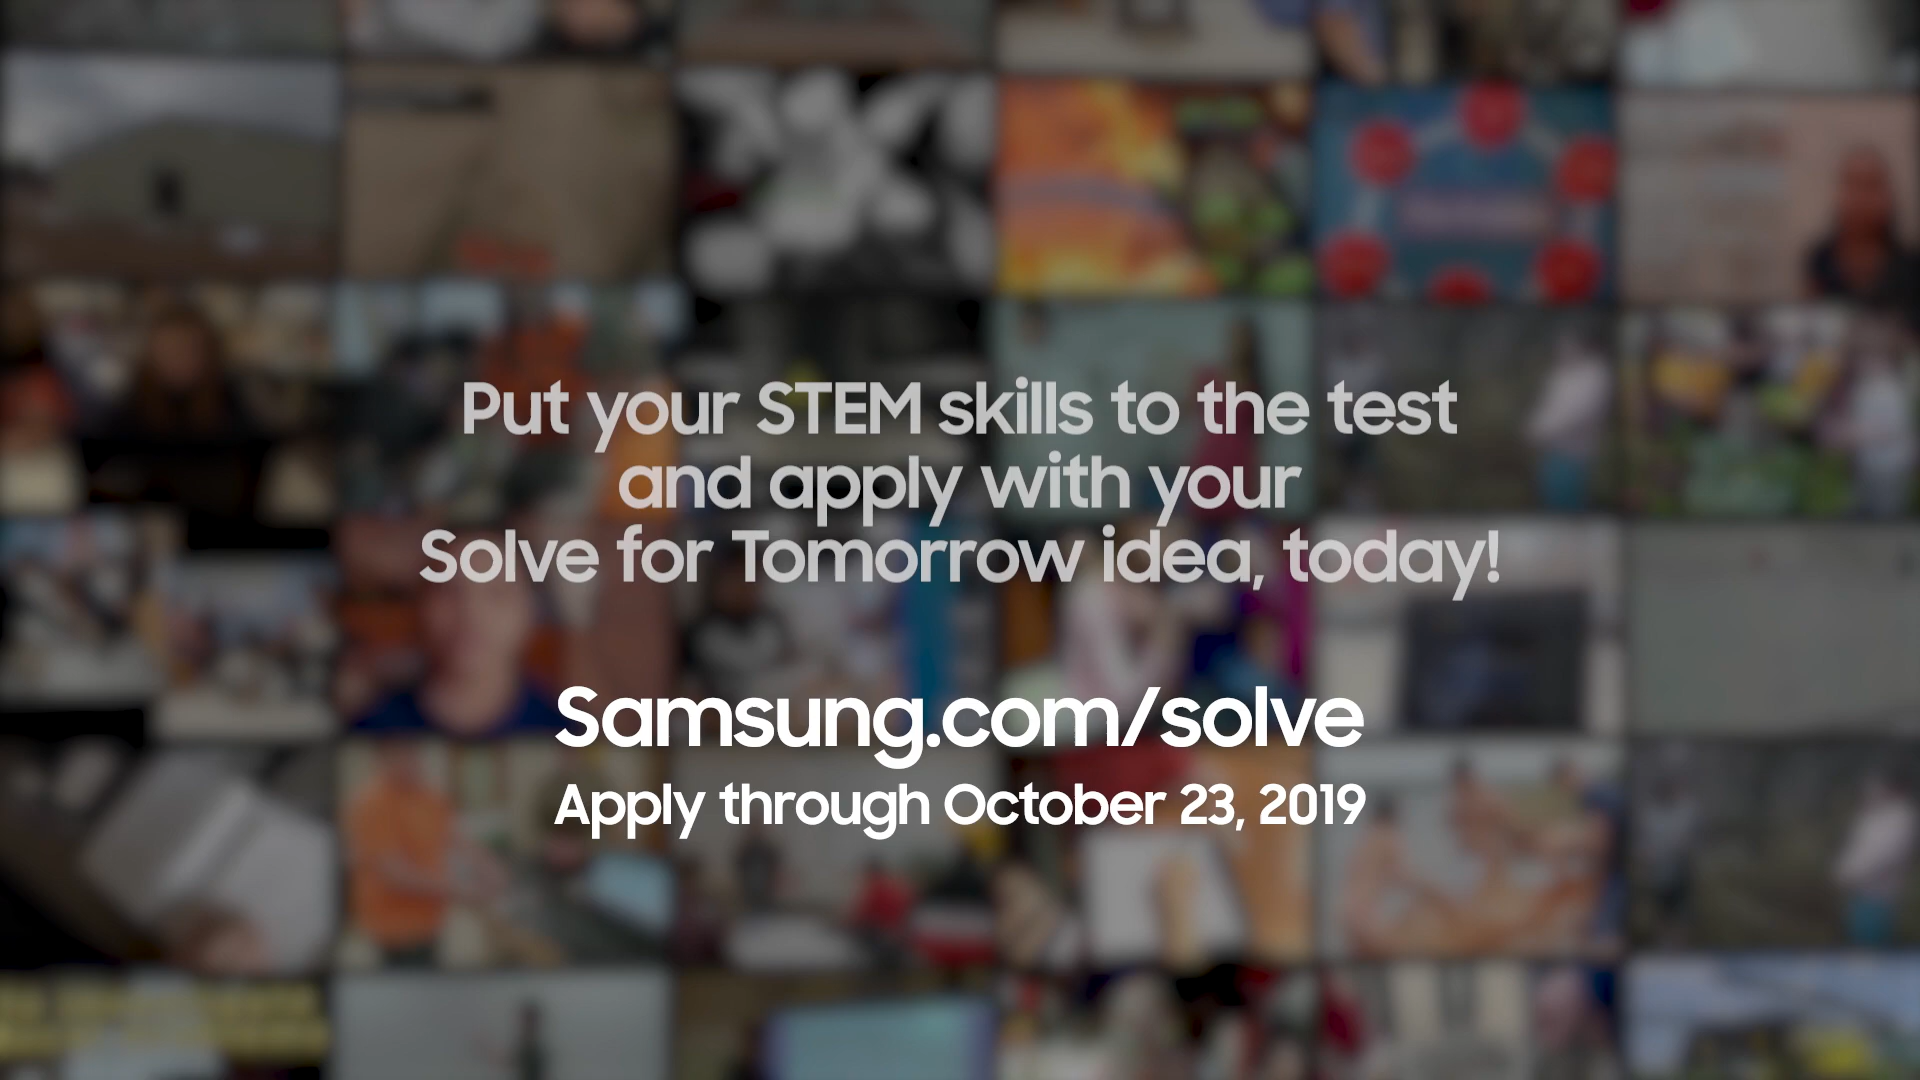 Put your STEM skills to the test
and apply with your
Solve for Tomorrow idea, today!
Samsung.com/solve
Apply through October 23, 2019